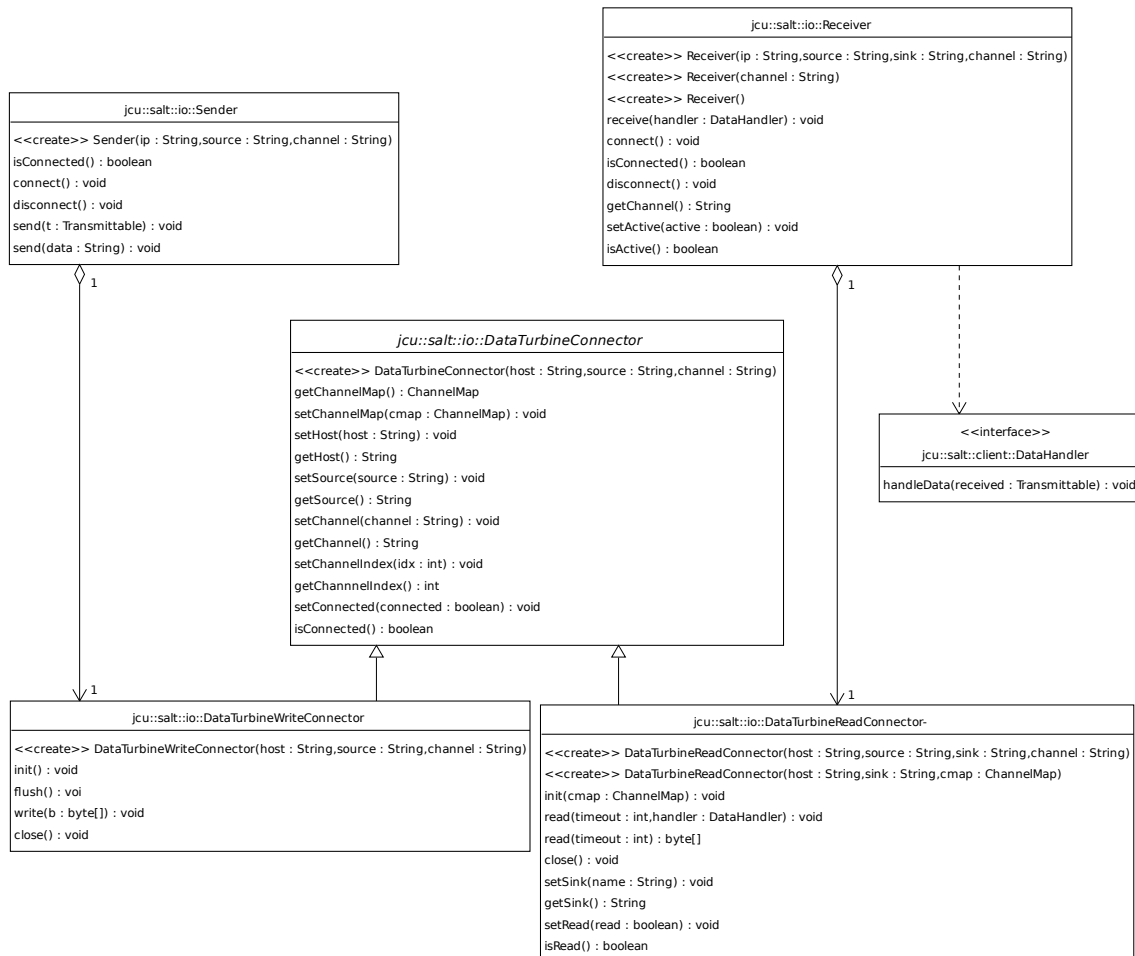 jcu::salt::io::Receiver
<<create>> Receiver(ip : String,source : String,sink : String,channel : String)
<<create>> Receiver(channel : String)
<<create>> Receiver()
receive(handler : DataHandler) : void
connect() : void
isConnected() : boolean
disconnect() : void
getChannel() : String
setActive(active : boolean) : void
isActive() : boolean
1
jcu::salt::io::Sender
<<create>> Sender(ip : String,source : String,channel : String)
isConnected() : boolean
connect() : void
disconnect() : void
send(t : Transmittable) : void
send(data : String) : void
1
jcu::salt::io::DataTurbineConnector
<<create>> DataTurbineConnector(host : String,source : String,channel : String)
getChannelMap() : ChannelMap
setChannelMap(cmap : ChannelMap) : void
setHost(host : String) : void
getHost() : String
setSource(source : String) : void
getSource() : String
setChannel(channel : String) : void
getChannel() : String
setChannelIndex(idx : int) : void
getChannnelIndex() : int
setConnected(connected : boolean) : void
isConnected() : boolean
<<interface>>
jcu::salt::client::DataHandler
handleData(received : Transmittable) : void
1
jcu::salt::io::DataTurbineWriteConnector
<<create>> DataTurbineWriteConnector(host : String,source : String,channel : String)
init() : void
flush() : voi
write(b : byte[]) : void
close() : void
1
jcu::salt::io::DataTurbineReadConnector-
<<create>> DataTurbineReadConnector(host : String,source : String,sink : String,channel : String)
<<create>> DataTurbineReadConnector(host : String,sink : String,cmap : ChannelMap)
init(cmap : ChannelMap) : void
read(timeout : int,handler : DataHandler) : void
read(timeout : int) : byte[]
close() : void
setSink(name : String) : void
getSink() : String
setRead(read : boolean) : void
isRead() : boolean